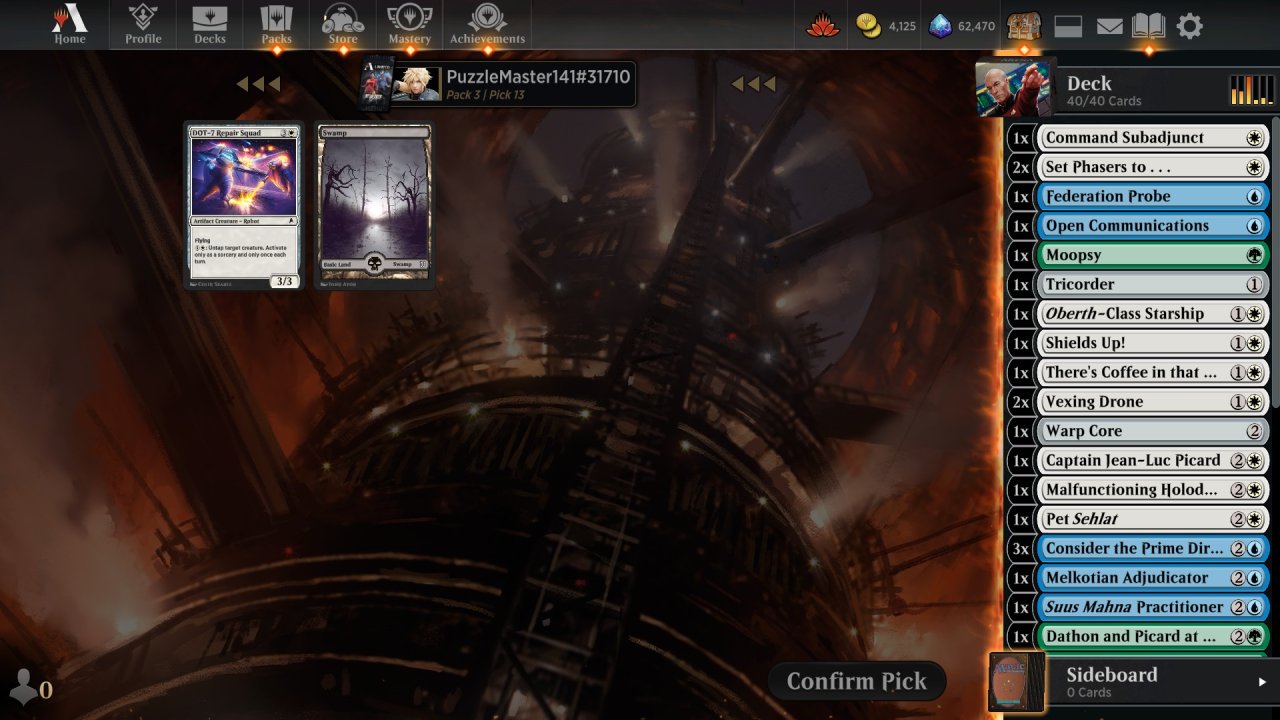 Home
Profile
Decks
Packs
Store
Mastery
Achievements
4,125
62,470
PuzzleMaster141#31710
Pack 3 | Pick 13
Deck
40/40 Cards
DOT-7 Repair Squad 3
Artifact Creature – Robot
Flying
: Untap target creature. Activate
only as a sorcery and only once each
turn.
3/3
Swamp
Basic Land Swamp
1x Command Subadjunct
2x Set Phasers to . . .
1x Federation Probe
1x Open Communications
1x Moopsy
1x Tricorder 1
1x Oberth-Class Starship 1
1x Shields Up! 1
1x There's Coffee in that ... 1
2x Vexing Drone 1
1x Warp Core 2
1x Captain Jean-Luc Picard 2
1x Malfunctioning Holod... 2
1x Pet Sehlat 2
3x Consider the Prime Dir... 2
1x Melkotian Adjudicator 2
1x Suus Mahna Practitioner 2
1x Dathon and Picard at ... 2
Confirm Pick
Sideboard
0 Cards
0